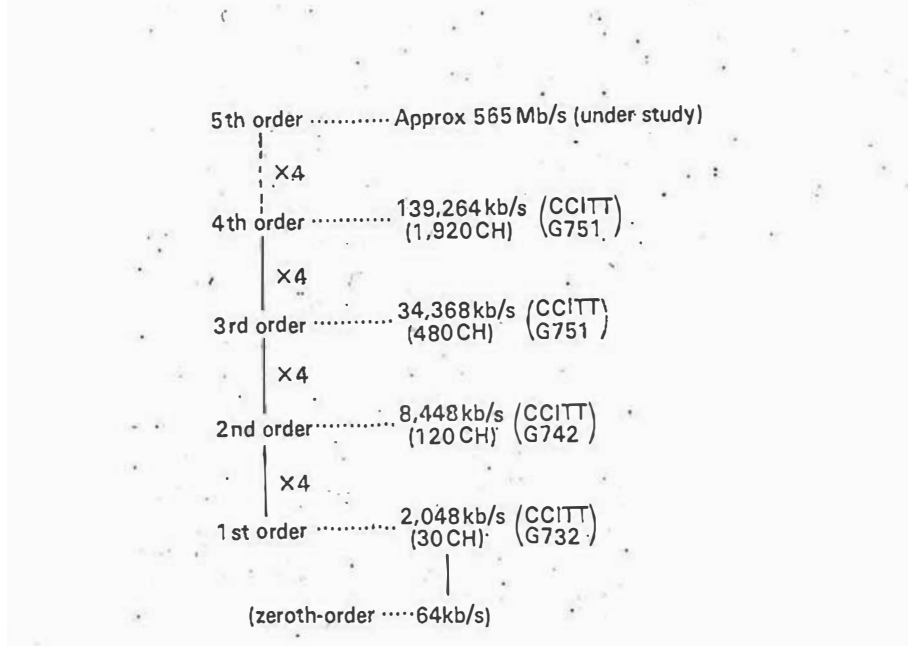 5th order ............ Approx 565 Mb/s (under study)
×4
4th order ............ 139,264 kb/s (CCITT
(1,920 CH) G751)
×4
3rd order ............ 34,368 kb/s (CCITT
(480 CH) G751)
×4
2nd order ............ 8,448 kb/s (CCITT
(120 CH) G742)
×4
1st order ............ 2,048 kb/s (CCITT
(30 CH) G732)
(zeroth-order ..... 64kb/s)